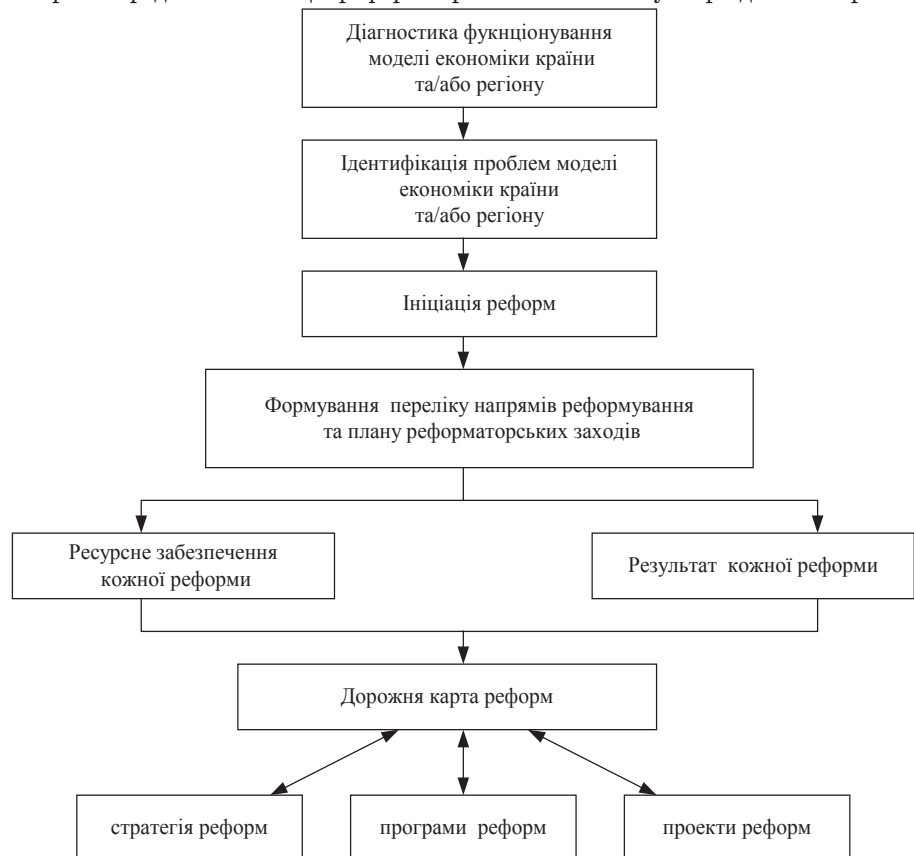 Діагностика фукнціонування
моделі економіки країни
та/або регіону
Ідентифікація проблем моделі
економіки країни
та/або регіону
Ініціація реформ
Формування переліку напрямів реформування
та плану реформаторських заходів
Ресурсне забезпечення
кожної реформи
Результат кожної реформи
Дорожня карта реформ
стратегія реформ
програми реформ
проекти реформ